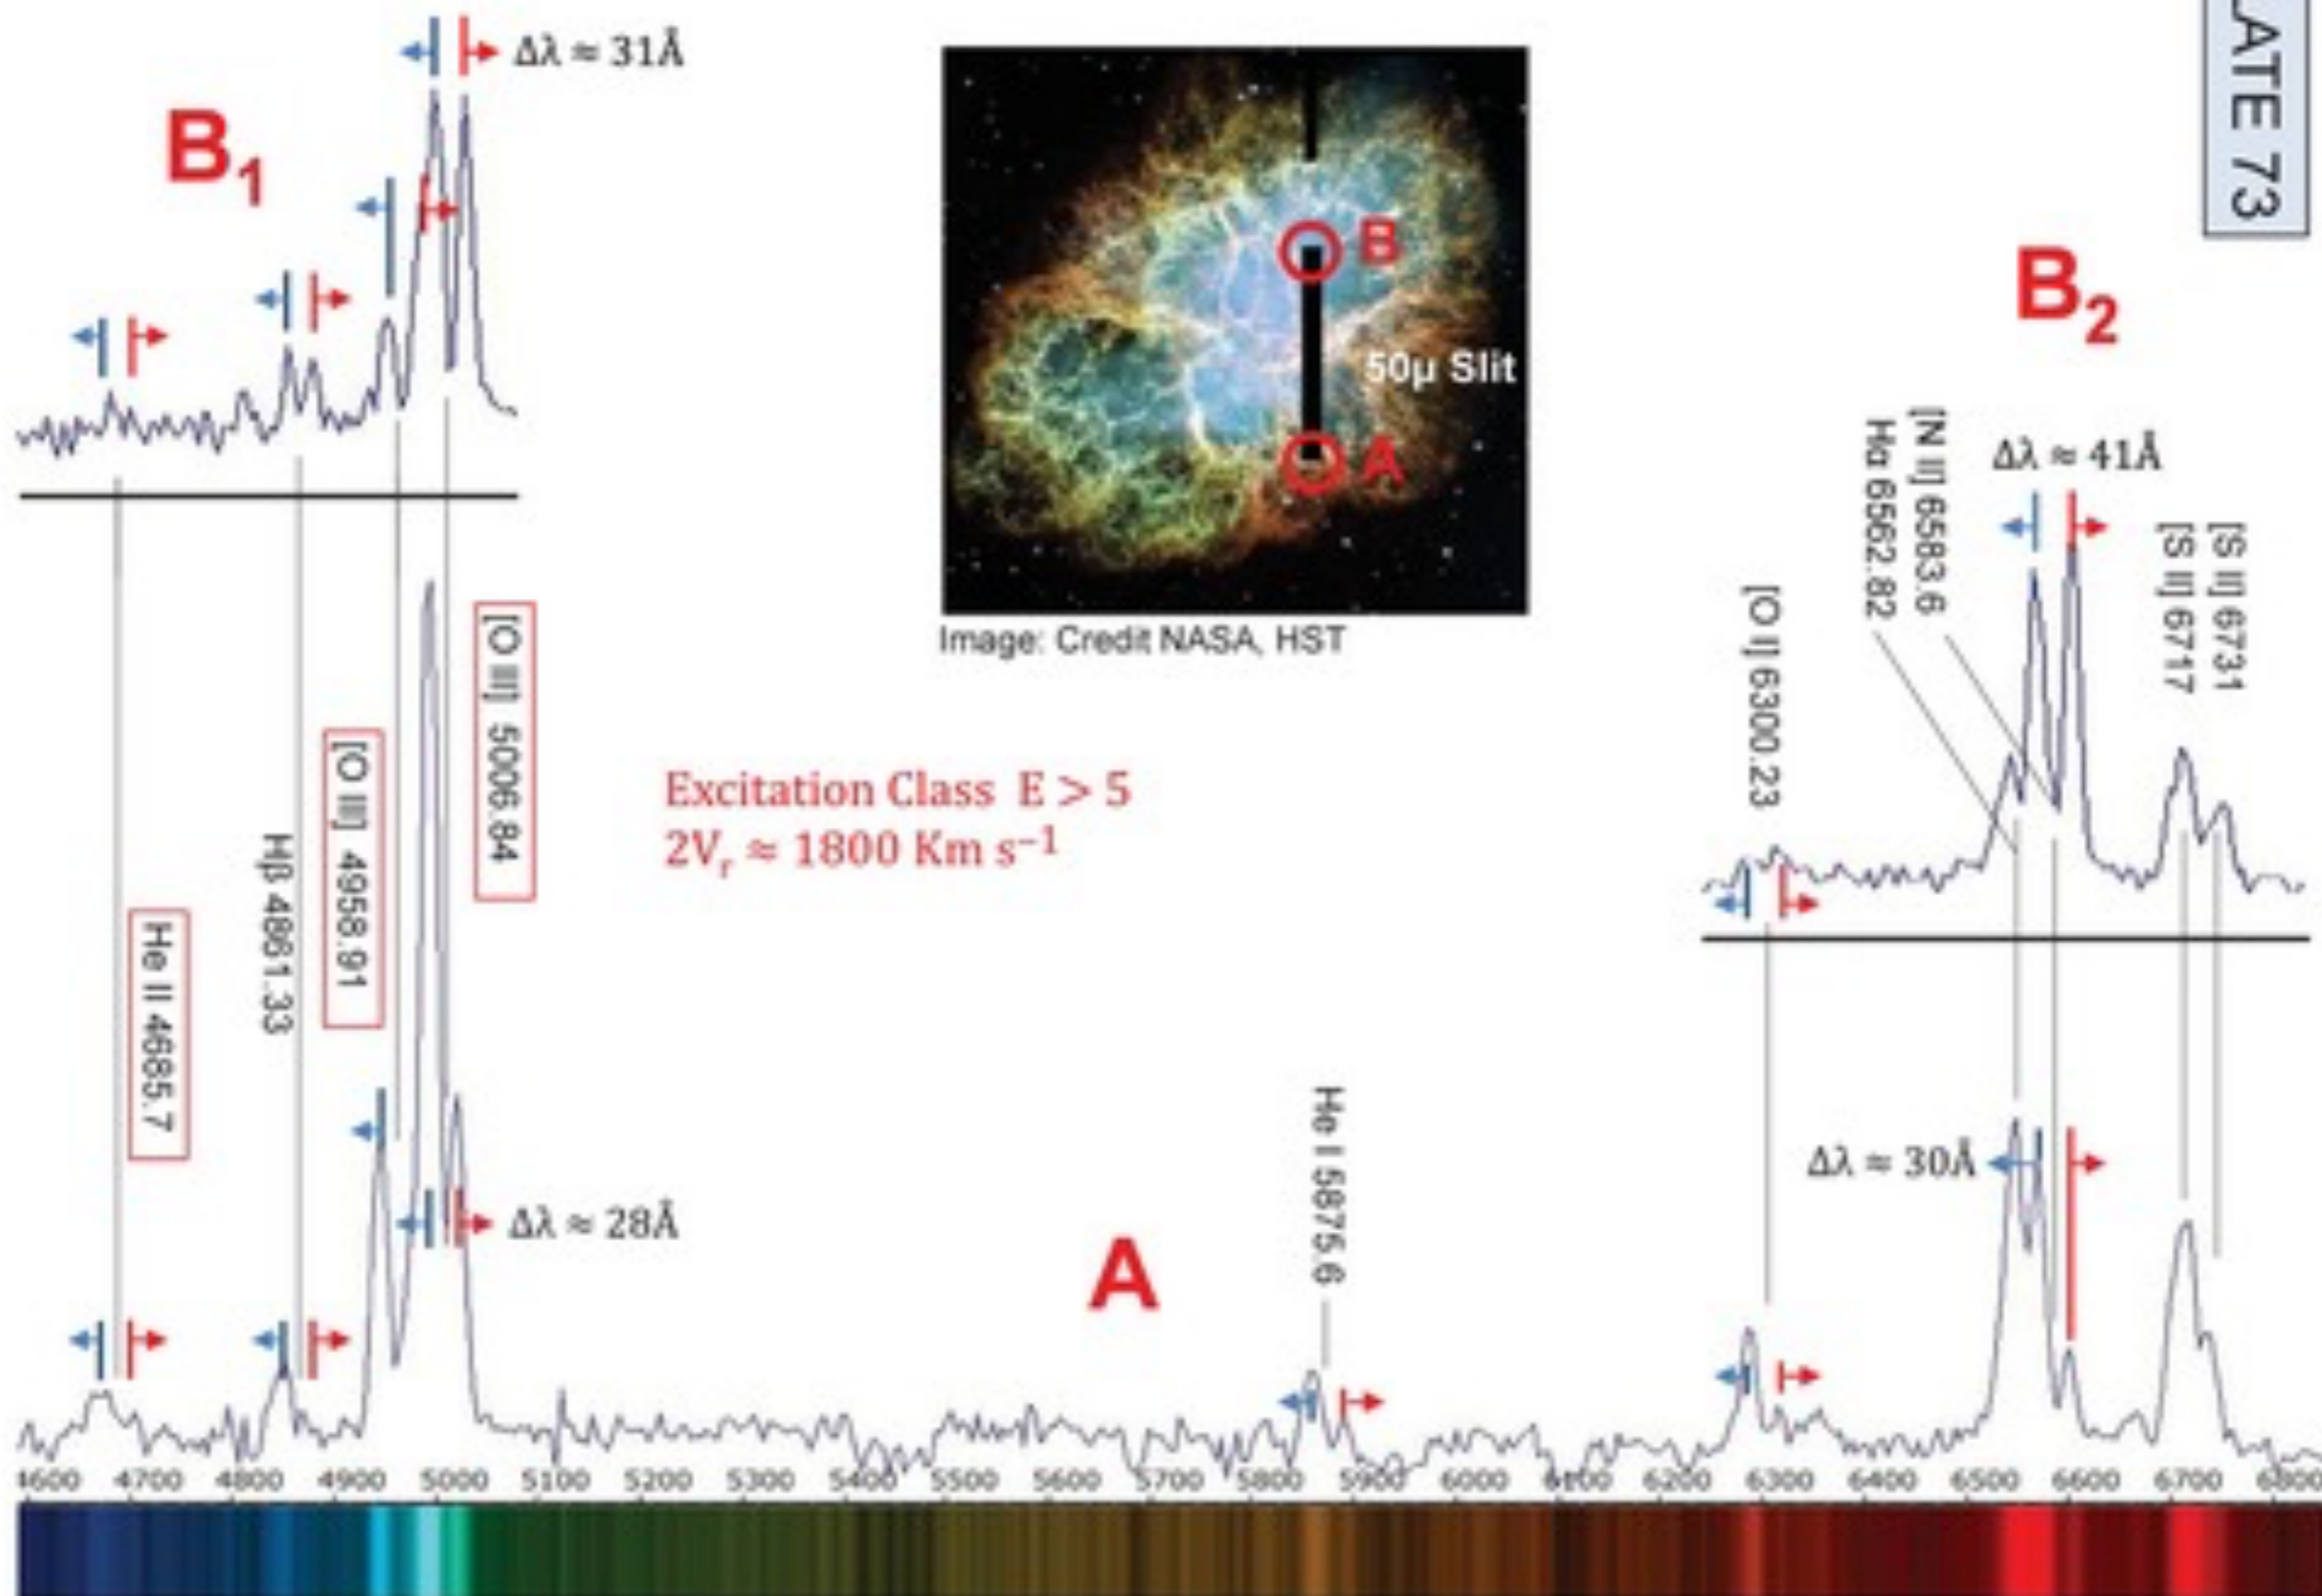 Δλ ≈ 31Å
B₁
B
50μ Slit
A
Image: Credit NASA, HST
LATE 73
B₂
Hα 6562.82
[N II] 6583.6
Δλ ≈ 41Å
[O I] 6300.23
[S II] 6717
[S II] 6731
He II 4685.7
Hβ 4861.33
[O III] 4958.91
[O III] 5006.84
Excitation Class E > 5
2Vᵣ ≈ 1800 Km s⁻¹
Δλ ≈ 28Å
A
He I 5875.6
Δλ ≈ 30Å
4600 4700 4800 4900 5000 5100 5200 5300 5400 5500 5600 5700 5800 5900 6000 6100 6200 6300 6400 6500 6600 6700 6800